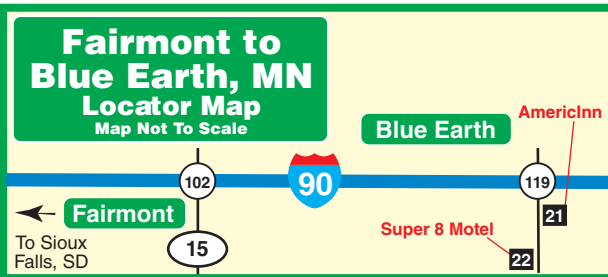 Fairmont to
Blue Earth, MN
Locator Map
Map Not To Scale
AmericInn
Blue Earth
102
90
119
Fairmont
21
To Sioux
Falls, SD
15
Super 8 Motel
22